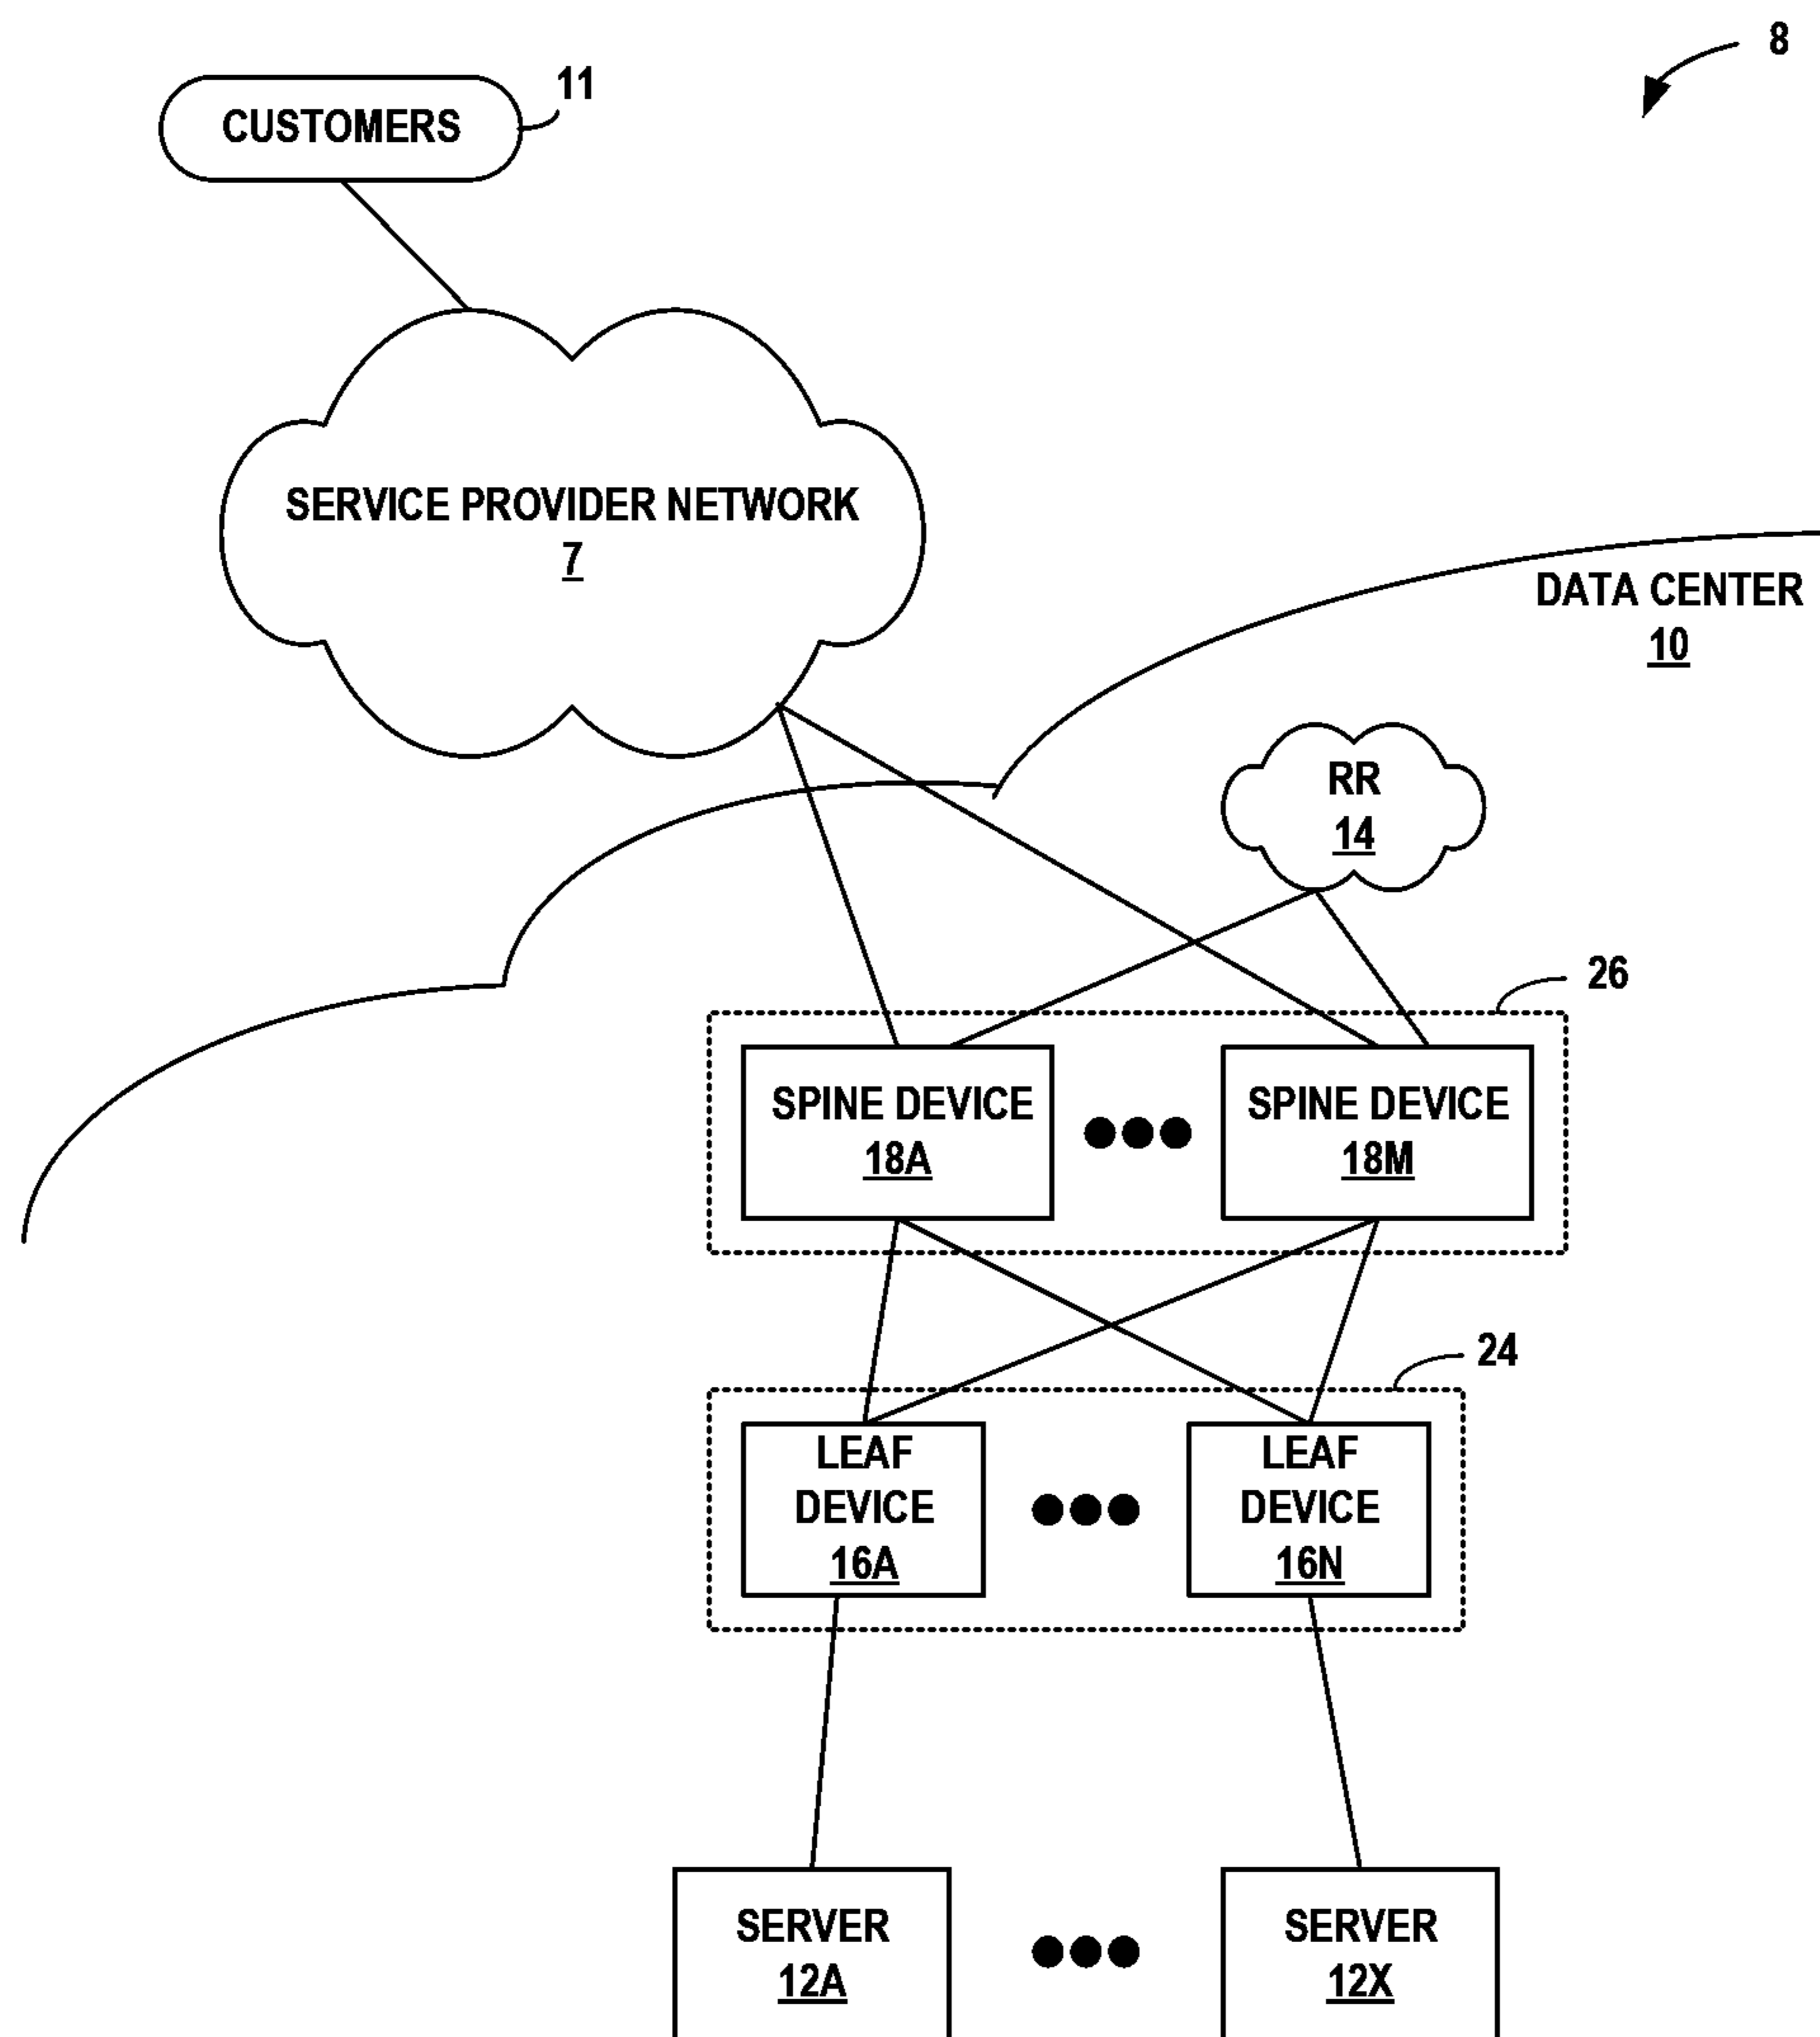 8
11
CUSTOMERS
SERVICE PROVIDER NETWORK
7
DATA CENTER
10
RR
14
26
SPINE DEVICE
18A
SPINE DEVICE
18M
24
LEAF
DEVICE
16A
LEAF
DEVICE
16N
SERVER
12A
SERVER
12X